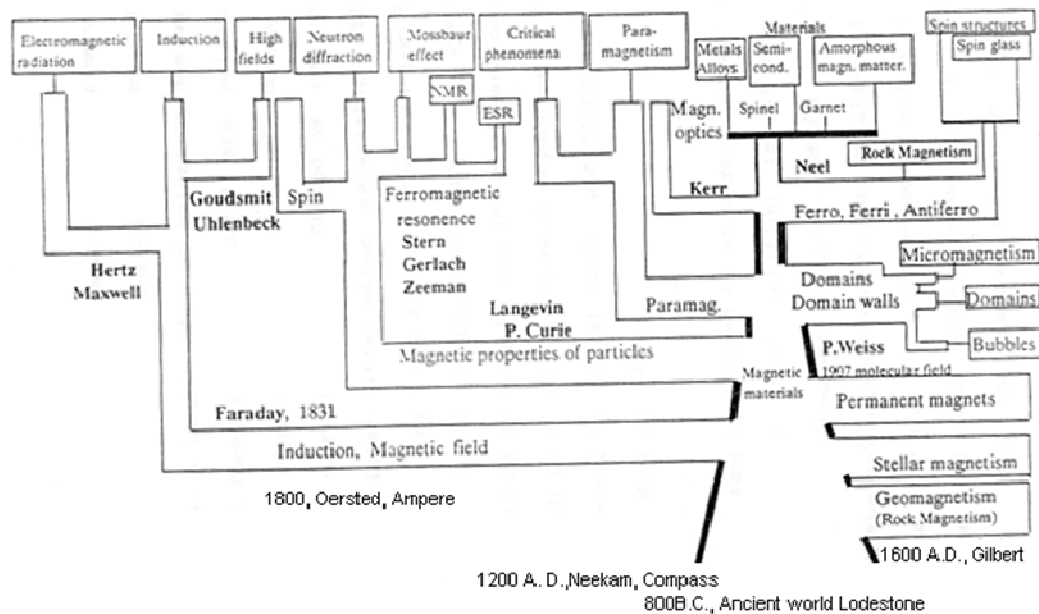 Electromagnetic
radiation
Induction
High
fields
Neutron
diffraction
Mossbaur
effect
NMR
ESR
Critical
phenomena
Para-
magnetism
Materials
Metals
Alloys
Semi-
cond.
Amorphous
magn. matter.
Spin structures
Spin glass
Magn.
optics
Spinel
Garnet
Kerr
Neel
Rock Magnetism
Goudsmit
Uhlenbeck
Spin
Ferromagnetic
resonence
Stern
Gerlach
Zeeman
Ferro, Ferri, Antiferro
Hertz
Maxwell
Langevin
P. Curie
Paramag.
Magnetic properties of particles
Domains
Domain walls
Micromagnetism
Domains
Bubbles
P.Weiss
1907 molecular field
Magnetic
materials
Permanent magnets
Faraday, 1831
Induction, Magnetic field
Stellar magnetism
1800, Oersted, Ampere
Geomagnetism
(Rock Magnetism)
1600 A.D., Gilbert
1200 A. D.,Neekam, Compass
800B.C., Ancient world Lodestone